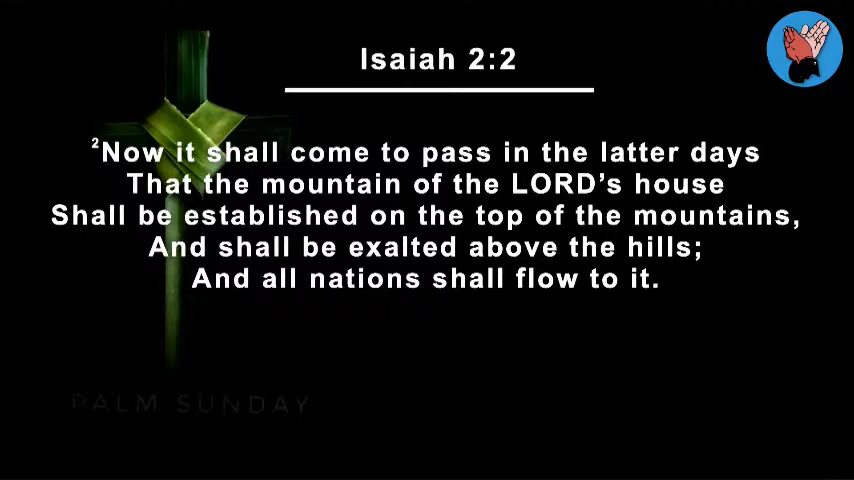 Isaiah 2:2
²Now it shall come to pass in the latter days
That the mountain of the LORD’s house
Shall be established on the top of the mountains,
And shall be exalted above the hills;
And all nations shall flow to it.
PALM SUNDAY